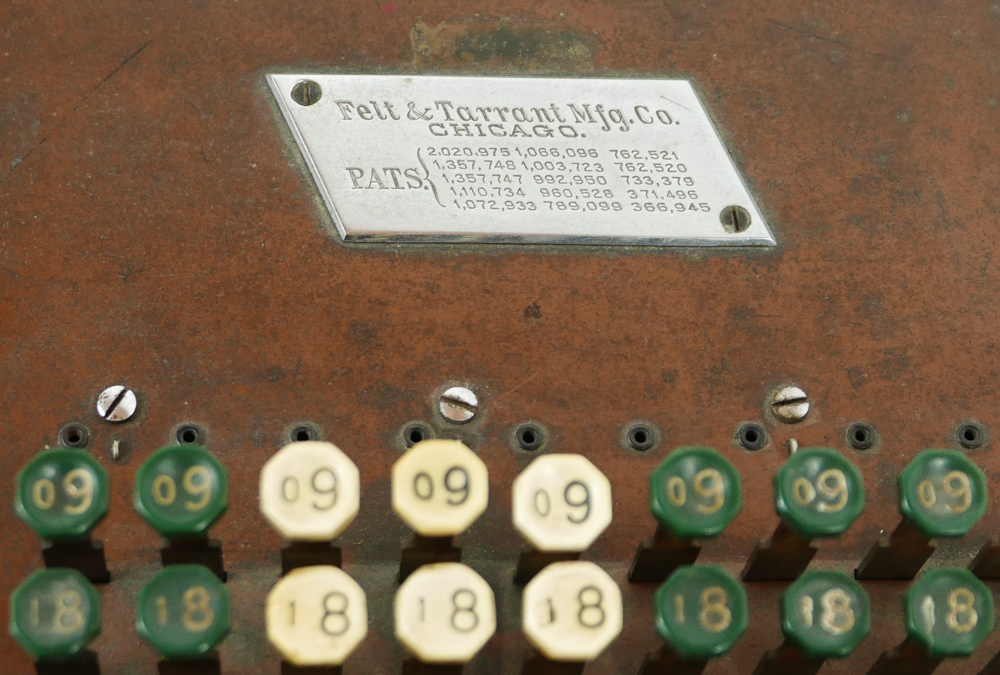 Felt & Tarrant Mfg. Co.
CHICAGO.
PATS.
2,020,975 1,066,096 762,521
1,357,748 1,003,723 762,520
1,357,747 992,950 733,379
1,110,734 960,528 371,496
1,072,933 789,099 366,945
09 09 09 09 09 09 09 09
18 18 18 18 18 18 18 18